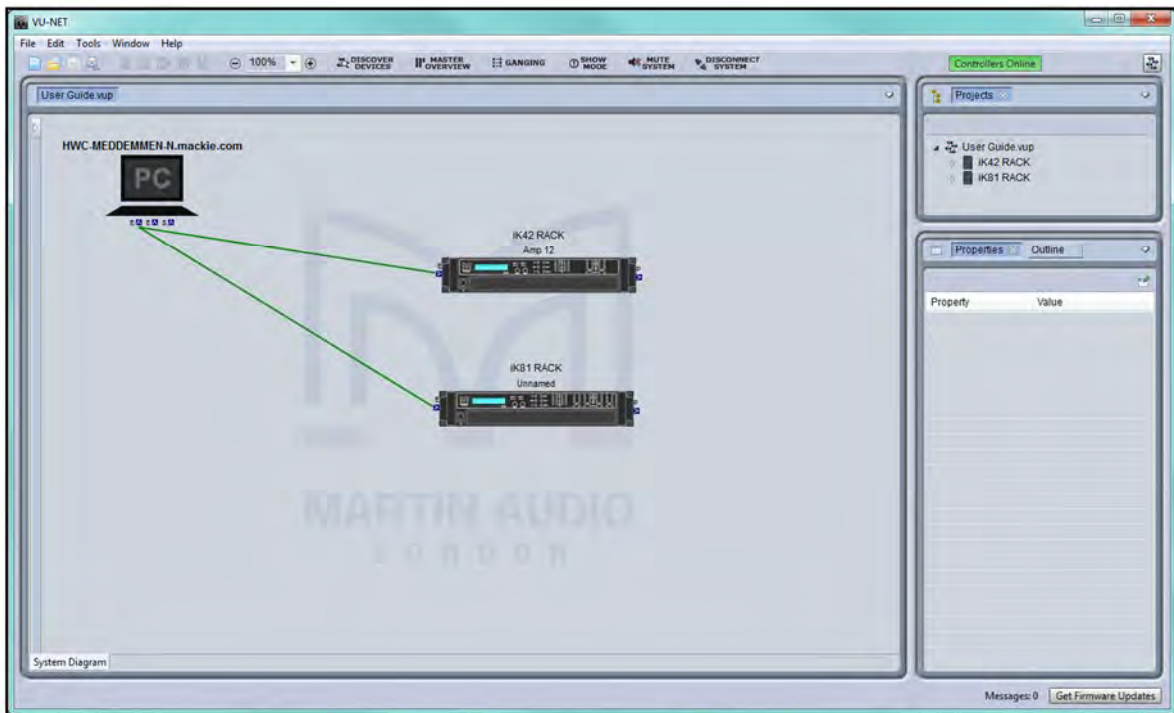 VU-NET
File Edit Tools Window Help
100% DISCOVER DEVICES MASTER OVERVIEW GANGING SHOW MODE MUTE SYSTEM DISCONNECT SYSTEM Controllers Online
User Guide.vup
HWC-MEDDEMMEN-N.mackie.com
PC
iK42 RACK
Amp 12
iK81 RACK
Unnamed
MARTIN AUDIO
LONDON
System Diagram
Projects
User Guide.vup
iK42 RACK
iK81 RACK
Properties Outline
Property Value
Messages: 0 Get Firmware Updates